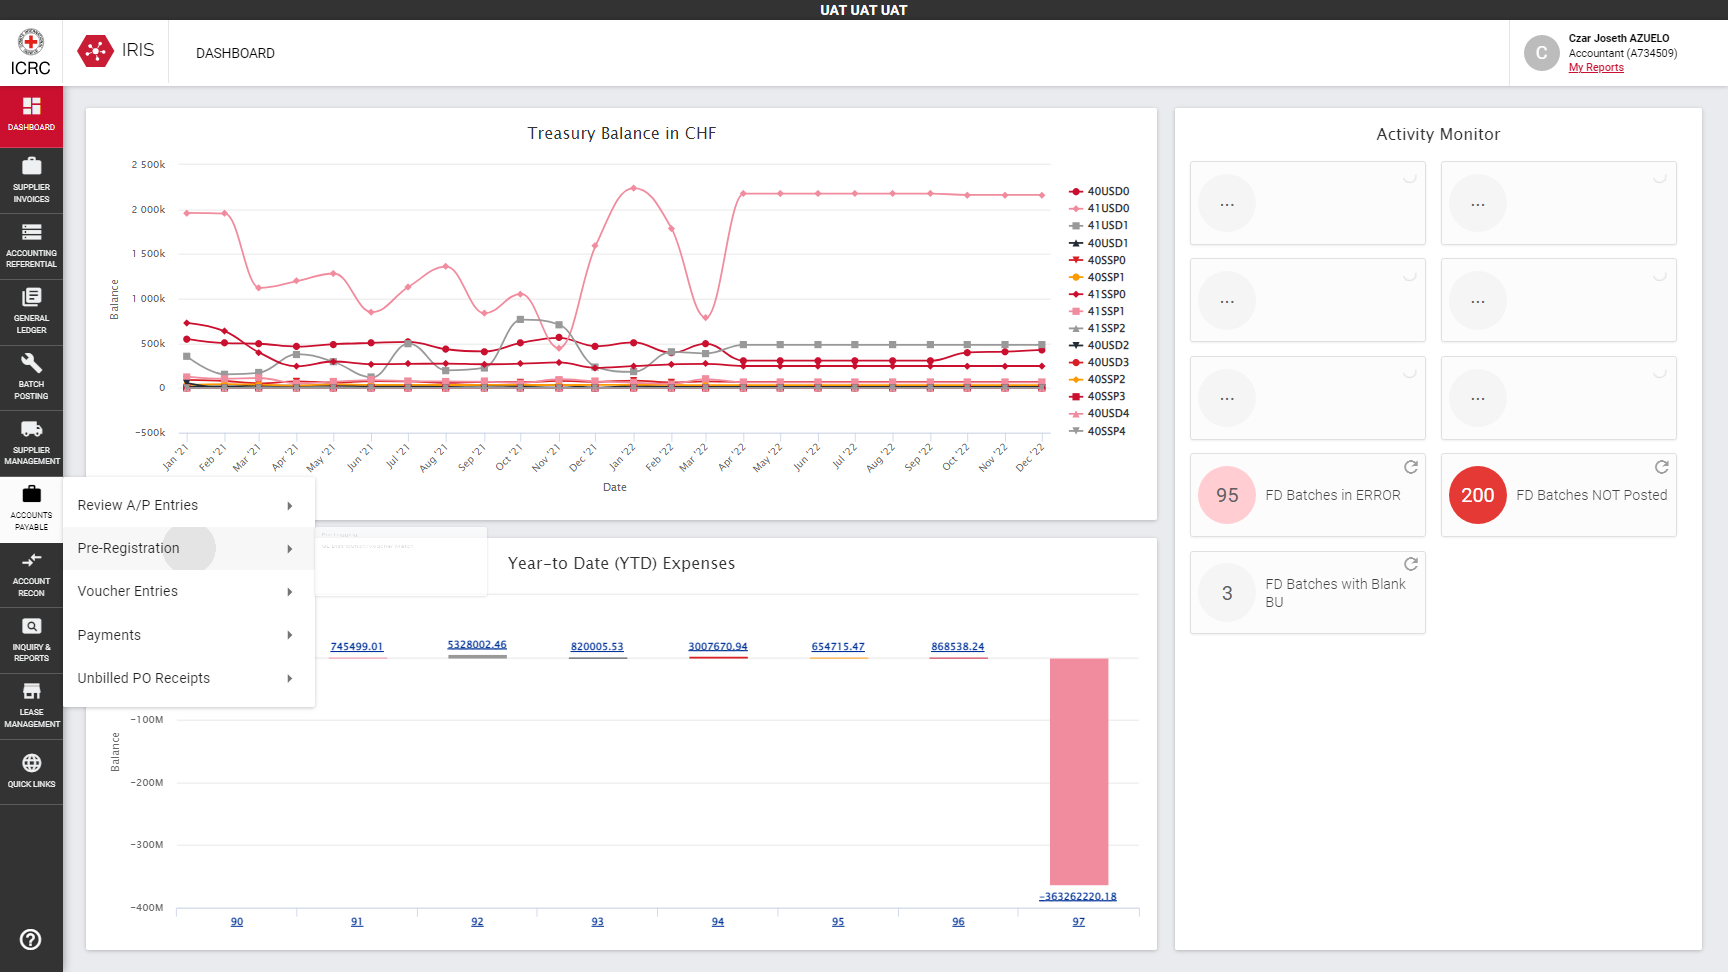 UAT UAT UAT
ICRC
IRIS
DASHBOARD
C
Czar Joseth AZUELO
Accountant (A734509)
My Reports
DASHBOARD
SUPPLIER
INVOICES
ACCOUNTING
REFERENTIAL
GENERAL
LEDGER
BATCH
POSTING
SUPPLIER
MANAGEMENT
ACCOUNTS
PAYABLE
ACCOUNT
RECON
INQUIRY &
REPORTS
LEASE
MANAGEMENT
QUICK LINKS
Review A/P Entries
Pre-Registration
Voucher Entries
Payments
Unbilled PO Receipts
Treasury Balance in CHF
2 500k
2 000k
1 500k
1 000k
500k
0
−500k
Balance
Jan '21
Feb '21
Mar '21
Apr '21
May '21
Jun '21
Jul '21
Aug '21
Sep '21
Oct '21
Nov '21
Dec '21
Jan '22
Feb '22
Mar '22
Apr '22
May '22
Jun '22
Jul '22
Aug '22
Sep '22
Oct '22
Nov '22
Dec '22
Date
40USD0
41USD0
41USD1
40USD1
40SSP0
40SSP1
41SSP0
41SSP1
41SSP2
40USD2
40USD3
40SSP2
40SSP3
40USD4
40SSP4
Year-to Date (YTD) Expenses
745499.01
5328002.46
820005.53
3007670.94
654715.47
868538.24
−363262220.18
−100M
−200M
−300M
−400M
Balance
90
91
92
93
94
95
96
97
Activity Monitor
...
...
...
...
...
...
95
FD Batches in ERROR
200
FD Batches NOT Posted
3
FD Batches with Blank
BU